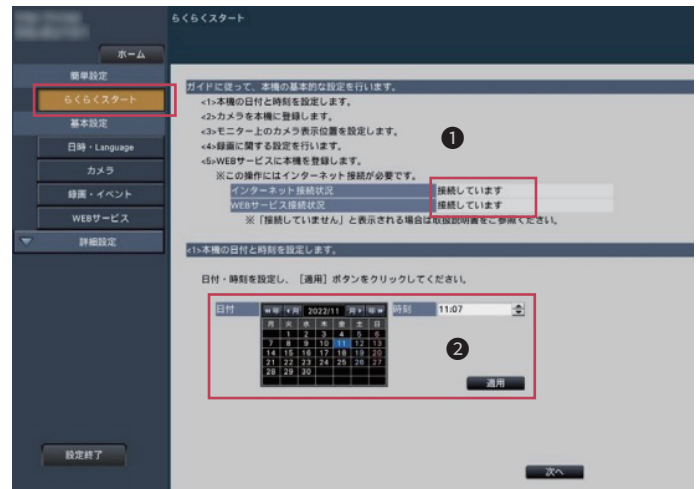 らくらくスタート
ホーム
簡単設定
らくらくスタート
基本設定
日時・Language
カメラ
録画・イベント
WEBサービス
詳細設定
設定終了
ガイドに従って、本機の基本的な設定を行います。
<1>本機の日付と時刻を設定します。
<2>カメラを本機に登録します。
<3>モニター上のカメラ表示位置を設定します。
<4>録画に関する設定を行います。
<5>WEBサービスに本機を登録します。
※この操作にはインターネット接続が必要です。
インターネット接続状況 接続しています
WEBサービス接続状況 接続しています
※「接続していません」と表示される場合は取扱説明書をご参照ください。
❶
<1>本機の日付と時刻を設定します。
日付・時刻を設定し、［適用］ボタンをクリックしてください。
日付 ◀◀年 ◀月 2022/11 月▶ 年▶▶ 時刻 11:07
月 火 水 木 金 土 日
1 2 3 4 5 6
7 8 9 10 11 12 13
14 15 16 17 18 19 20
21 22 23 24 25 26 27
28 29 30
❷
適用
次へ